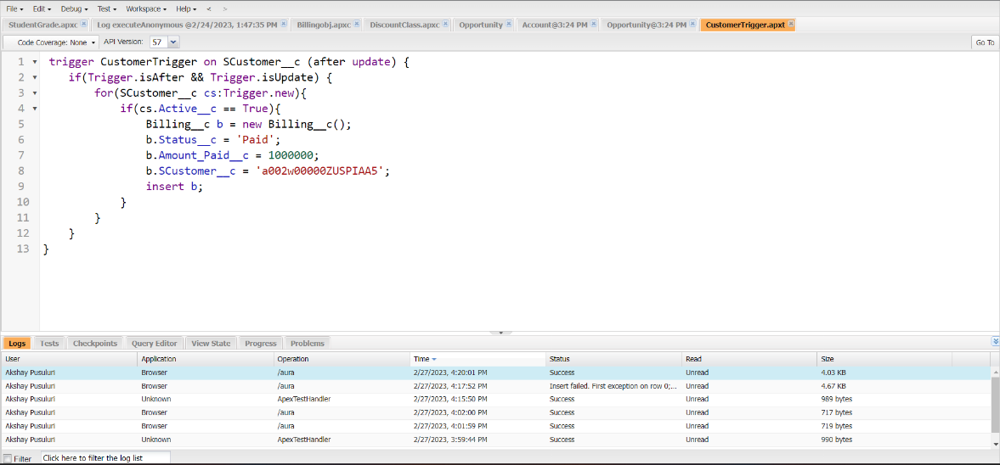 File Edit Debug Test Workspace Help < >
StudentGrade.apxc Log executeAnonymous @2/24/2023, 1:47:35 PM Billingobj.apxc DiscountClass.apxc Opportunity Account@3:24 PM Opportunity@3:24 PM CustomerTrigger.apxt
Code Coverage: None API Version: 57 Go To
1 trigger CustomerTrigger on SCustomer__c (after update) {
2 if(Trigger.isAfter && Trigger.isUpdate) {
3 for(SCustomer__c cs:Trigger.new){
4 if(cs.Active__c == True){
5 Billing__c b = new Billing__c();
6 b.Status__c = 'Paid';
7 b.Amount_Paid__c = 1000000;
8 b.SCustomer__c = 'a002w00000ZUSPIAA5';
9 insert b;
10 }
11 }
12 }
13 }
Logs Tests Checkpoints Query Editor View State Progress Problems
User Application Operation Time Status Read Size
Akshay Pusuluri Browser /aura 2/27/2023, 4:20:01 PM Success Unread 4.03 KB
Akshay Pusuluri Browser /aura 2/27/2023, 4:17:52 PM Insert failed. First exception on row 0;... Unread 4.67 KB
Akshay Pusuluri Unknown ApexTestHandler 2/27/2023, 4:15:50 PM Success Unread 989 bytes
Akshay Pusuluri Browser /aura 2/27/2023, 4:02:00 PM Success Unread 717 bytes
Akshay Pusuluri Browser /aura 2/27/2023, 4:01:59 PM Success Unread 719 bytes
Akshay Pusuluri Unknown ApexTestHandler 2/27/2023, 3:59:44 PM Success Unread 990 bytes
Filter Click here to filter the log list